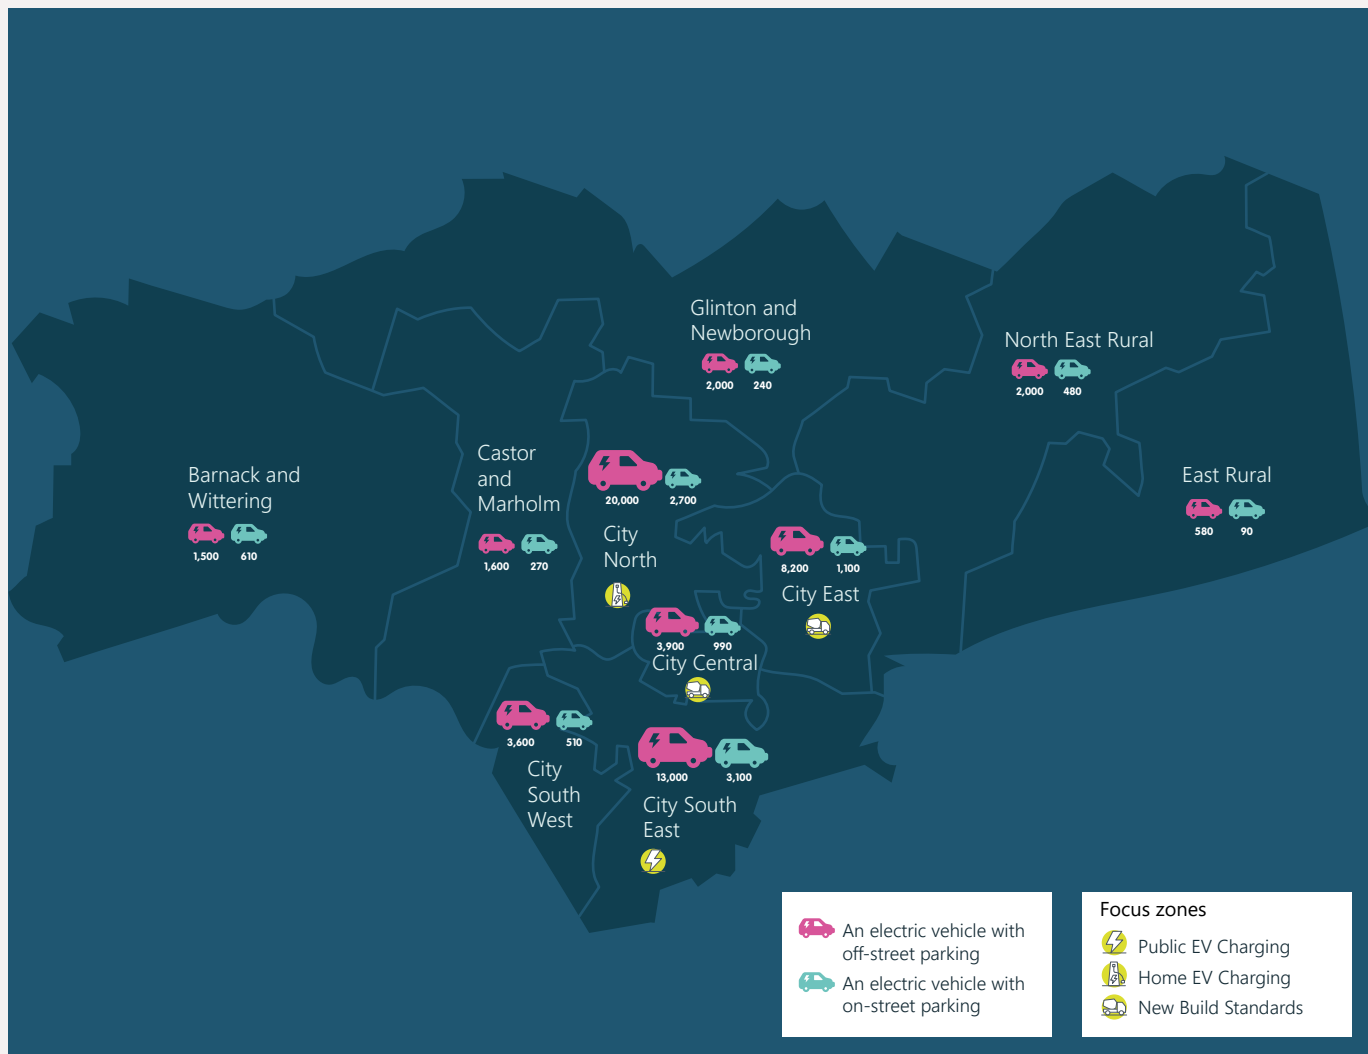 Glinton and
Newborough
2,000 240
North East Rural
2,000 480
Castor
and
Marholm
1,600 270
20,000 2,700
City
North
Barnack and
Wittering
1,500 610
East Rural
580 90
8,200 1,100
City East
3,900 990
City Central
3,600 510
City
South
West
13,000 3,100
City South
East
An electric vehicle with
off-street parking
An electric vehicle with
on-street parking
Focus zones
Public EV Charging
Home EV Charging
New Build Standards